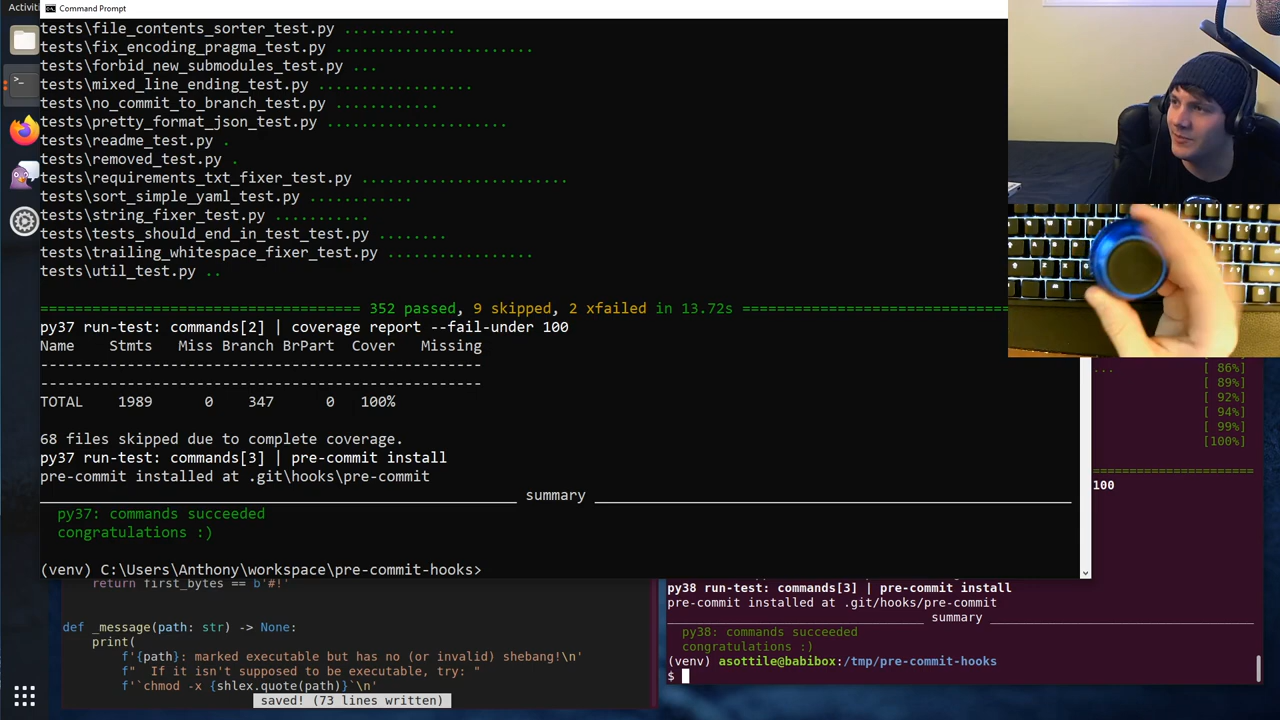 Activiti
Command Prompt
tests\file_contents_sorter_test.py .............
tests\fix_encoding_pragma_test.py .......................
tests\forbid_new_submodules_test.py ...
tests\mixed_line_ending_test.py .................
tests\no_commit_to_branch_test.py ............
tests\pretty_format_json_test.py .....................
tests\readme_test.py .
tests\removed_test.py .
tests\requirements_txt_fixer_test.py ........................
tests\sort_simple_yaml_test.py ............
tests\string_fixer_test.py ...........
tests\tests_should_end_in_test_test.py ........
tests\trailing_whitespace_fixer_test.py .................
tests\util_test.py ..
===================================== 352 passed, 9 skipped, 2 xfailed in 13.72s ===============================
py37 run-test: commands[2] | coverage report --fail-under 100
Name Stmts Miss Branch BrPart Cover Missing
---------------------------------------------------
---------------------------------------------------
TOTAL 1989 0 347 0 100%
68 files skipped due to complete coverage.
py37 run-test: commands[3] | pre-commit install
pre-commit installed at .git\hooks\pre-commit
summary
py37: commands succeeded
congratulations :)
(venv) C:\Users\Anthony\workspace\pre-commit-hooks>
return first_bytes == b'#!'
def _message(path: str) -> None:
print(
f'{path}: marked executable but has no (or invalid) shebang!\n'
f" If it isn't supposed to be executable, try: "
f'`chmod -x {shlex.quote(path)}`\n'
saved! (73 lines written)
... [ 86%]
[ 89%]
[ 92%]
[ 94%]
[ 99%]
[100%]
======================
100
py38 run-test: commands[3] | pre-commit install
pre-commit installed at .git/hooks/pre-commit
summary
py38: commands succeeded
congratulations :)
(venv) asottile@babibox:/tmp/pre-commit-hooks
$